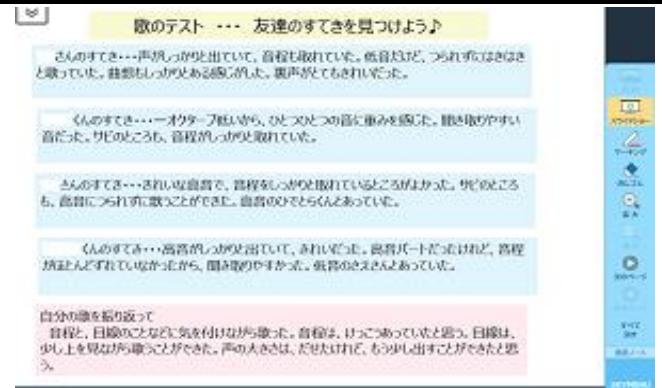 歌のテスト ・・・ 友達のすてきを見つけよう♪
さんのすてき・・・声がしっかりと出ていて、音程も取れていた。低音だけど、つられずにはきはき
と歌っていた。曲想もしっかりとある感じがした。裏声がとてもきれいだった。
くんのすてき・・・一オクターブ低いから、ひとつひとつの音に重みを感じた。聞き取りやすい
音だった。サビのところも、音程がしっかりと取れていた。
さんのすてき・・・きれいな高音で、音程をしっかりと取れているところがよかった。サビのところ
も、高音につられずに歌うことができた。自音のひでとらくんとあっていた。
くんのすてき・・・高音がしっかりと出ていて、きれいだった。高音パートだったけれど、音程
がほとんどずれていなかったから、聞き取りやすかった。低音のさえさんとあっていた。
自分の歌を振り返って
音程と、目線のことなどに気を付けながら歌った。音程は、けっこうあっていたと思う。目線は、
少し上を見ながら歌うことができた。声の大きさは、だせたけれど、もう少し出すことができたと思
う。